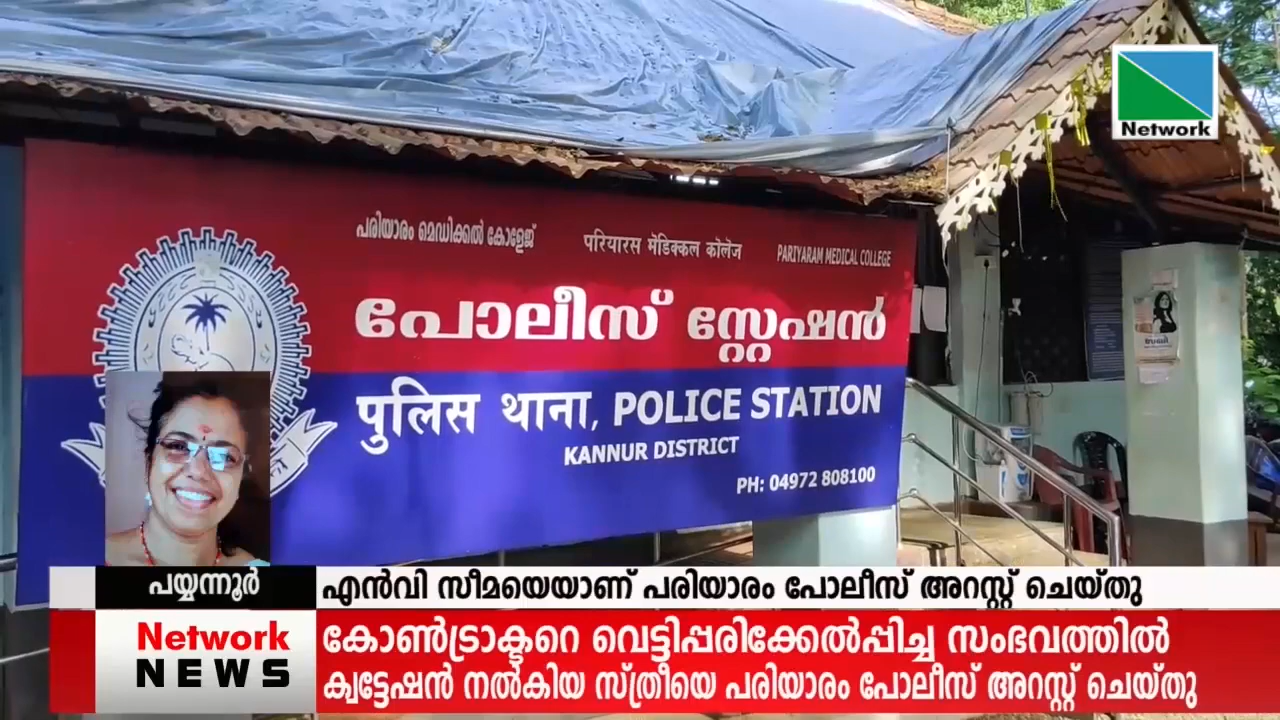 Network
പരിയാരം മെഡിക്കൽ കോളേജ് परियारस मॅडिक्कल कॉलॅज PARIYARAM MEDICAL COLLEGE
പോലീസ് സ്റ്റേഷൻ
पुलिस थाना, POLICE STATION
KANNUR DISTRICT
PH: 04972 808100
പയ്യന്നൂർ എൻവി സീമയെയാണ് പരിയാരം പോലീസ് അറസ്റ്റ് ചെയ്തു
Network NEWS
കോൺട്രാക്ടറെ വെട്ടിപ്പരിക്കേൽപ്പിച്ച സംഭവത്തിൽ
ക്വട്ടേഷൻ നൽകിയ സ്ത്രീയെ പരിയാരം പോലീസ് അറസ്റ്റ് ചെയ്തു